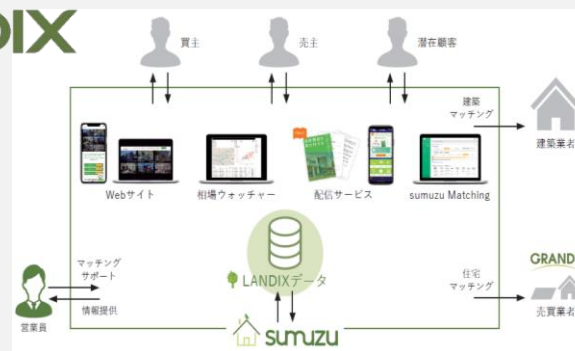 DIX
買主
売主
潜在顧客
建築
マッチング
建築業者
Webサイト
相場ウォッチャー
配信サービス
sumuzu Matching
LANDIXデータ
マッチング
サポート
情報提供
営業員
住宅
マッチング
GRAND
売買業者
sumuzu